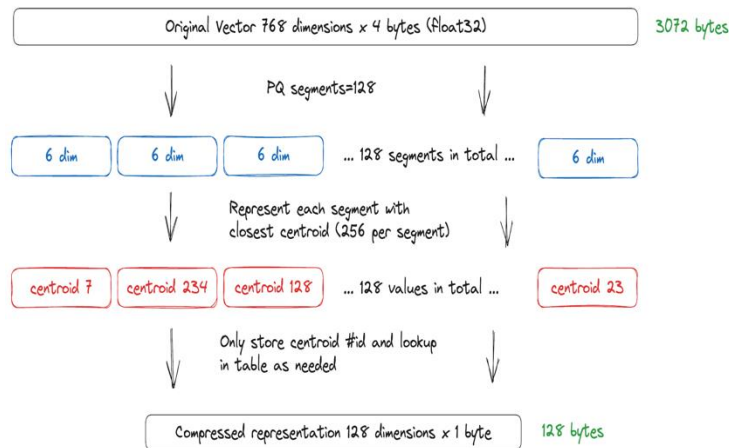 Original Vector 768 dimensions x 4 bytes (float32)
3072 bytes
PQ segments=128
6 dim
6 dim
6 dim
... 128 segments in total ...
6 dim
Represent each segment with
closest centroid (256 per segment)
centroid 7
centroid 234
centroid 128
... 128 values in total ...
centroid 23
Only store centroid #id and lookup
in table as needed
Compressed representation 128 dimensions x 1 byte
128 bytes